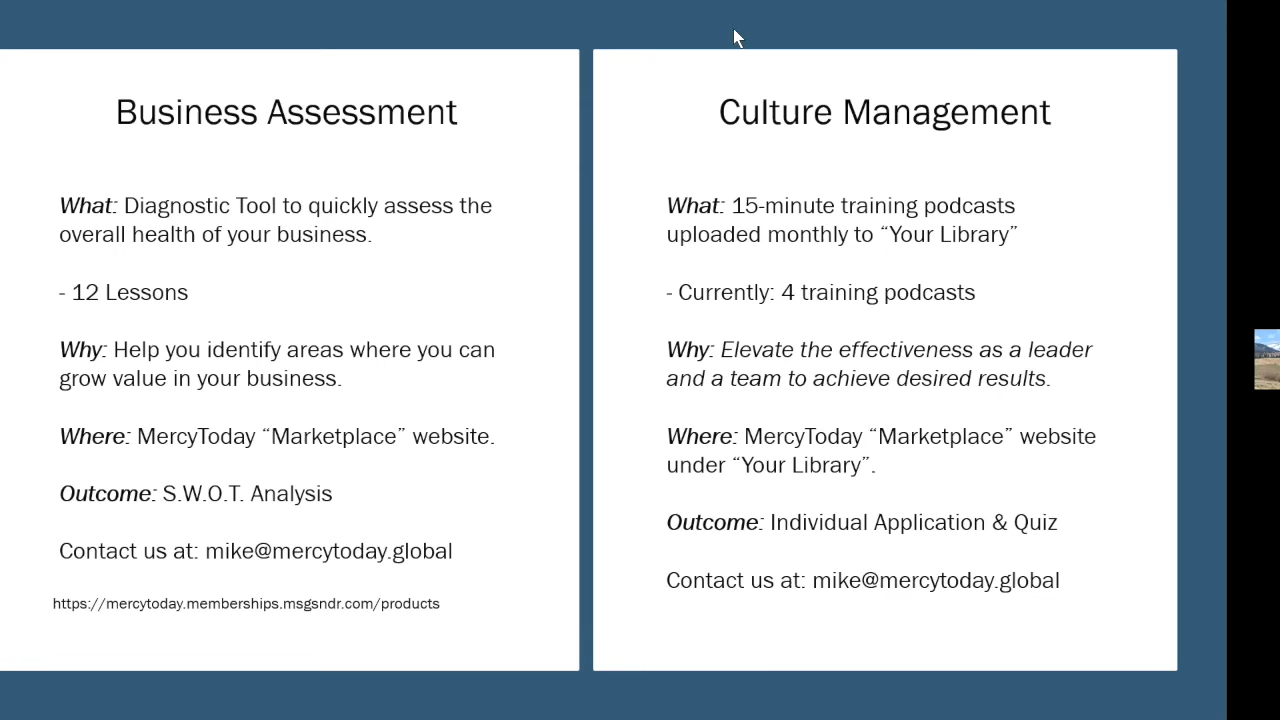 Business Assessment
What: Diagnostic Tool to quickly assess the
overall health of your business.
- 12 Lessons
Why: Help you identify areas where you can
grow value in your business.
Where: MercyToday “Marketplace” website.
Outcome: S.W.O.T. Analysis
Contact us at: mike@mercytoday.global
https://mercytoday.memberships.msgsndr.com/products
Culture Management
What: 15-minute training podcasts
uploaded monthly to “Your Library”
- Currently: 4 training podcasts
Why: Elevate the effectiveness as a leader
and a team to achieve desired results.
Where: MercyToday “Marketplace” website
under “Your Library”.
Outcome: Individual Application & Quiz
Contact us at: mike@mercytoday.global